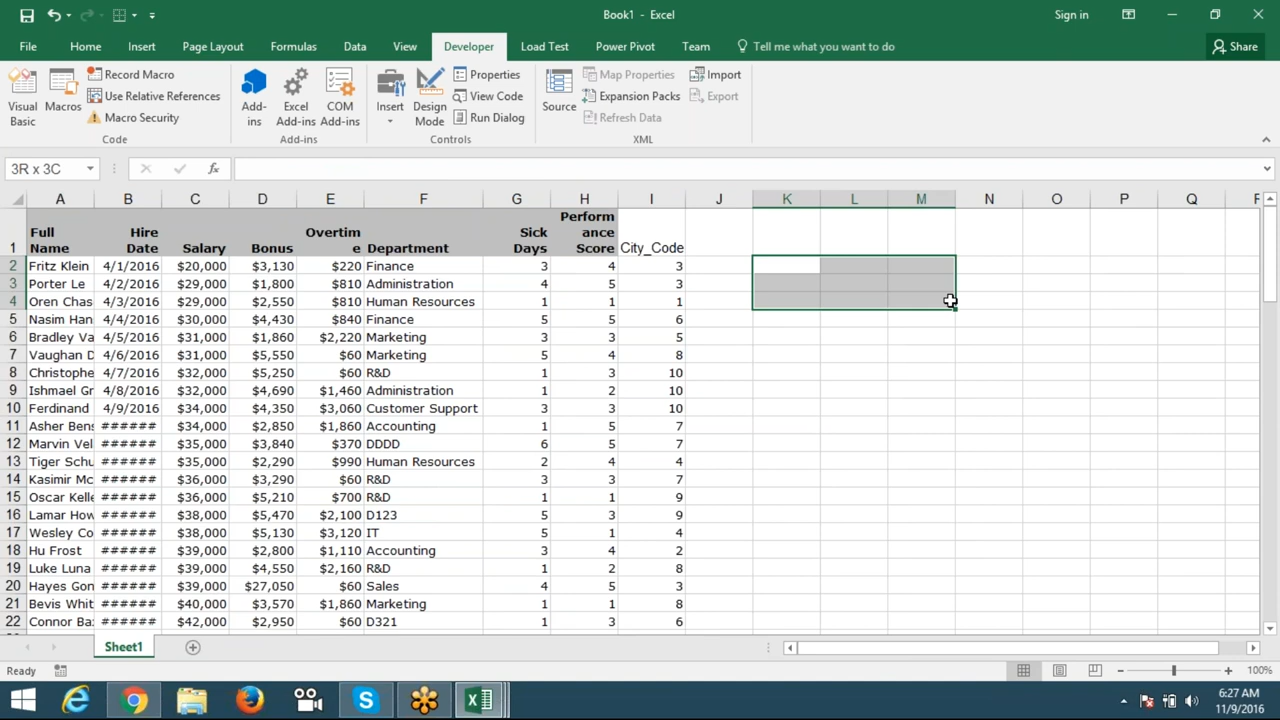 Book1 - Excel
Sign in
File Home Insert Page Layout Formulas Data View Developer Load Test Power Pivot Team Tell me what you want to do Share
Visual Basic
Macros
Record Macro
Use Relative References
Macro Security
Code
Add-ins
Excel Add-ins
COM Add-ins
Add-ins
Insert
Design Mode
Properties
View Code
Run Dialog
Controls
Source
Map Properties
Expansion Packs
Refresh Data
Import
Export
XML
3R x 3C
fx
A B C D E F G H I J K L M N O P Q
1 Full Name Hire Date Salary Bonus Overtime Department Sick Days Performance Score City_Code
2 Fritz Klein 4/1/2016 $20,000 $3,130 $220 Finance 3 4 3
3 Porter Le 4/2/2016 $29,000 $1,800 $810 Administration 4 5 3
4 Oren Chas 4/3/2016 $29,000 $2,550 $810 Human Resources 1 1 1
5 Nasim Han 4/4/2016 $30,000 $4,430 $840 Finance 5 5 6
6 Bradley Va 4/5/2016 $31,000 $1,860 $2,220 Marketing 3 3 5
7 Vaughan D 4/6/2016 $31,000 $5,550 $60 Marketing 5 4 8
8 Christophe 4/7/2016 $32,000 $5,250 $60 R&D 1 3 10
9 Ishmael Gr 4/8/2016 $32,000 $4,690 $1,460 Administration 1 2 10
10 Ferdinand 4/9/2016 $34,000 $4,350 $3,060 Customer Support 3 3 10
11 Asher Bens ###### $34,000 $2,850 $1,860 Accounting 1 5 7
12 Marvin Vel ###### $35,000 $3,840 $370 DDDD 6 5 7
13 Tiger Schu ###### $35,000 $2,290 $990 Human Resources 2 4 4
14 Kasimir Mc ###### $36,000 $3,290 $60 R&D 3 3 7
15 Oscar Kelle ###### $36,000 $5,210 $700 R&D 1 1 9
16 Lamar How ###### $38,000 $5,470 $2,100 D123 5 3 9
17 Wesley Co ###### $38,000 $5,130 $3,120 IT 5 1 4
18 Hu Frost ###### $39,000 $2,800 $1,110 Accounting 3 4 2
19 Luke Luna ###### $39,000 $4,550 $2,160 R&D 1 2 8
20 Hayes Gon ###### $39,000 $27,050 $60 Sales 4 5 3
21 Bevis Whit ###### $40,000 $3,570 $1,860 Marketing 1 1 8
22 Connor Ba ###### $42,000 $2,950 $60 D321 1 3 6
Sheet1
Ready
100%
6:27 AM
11/9/2016